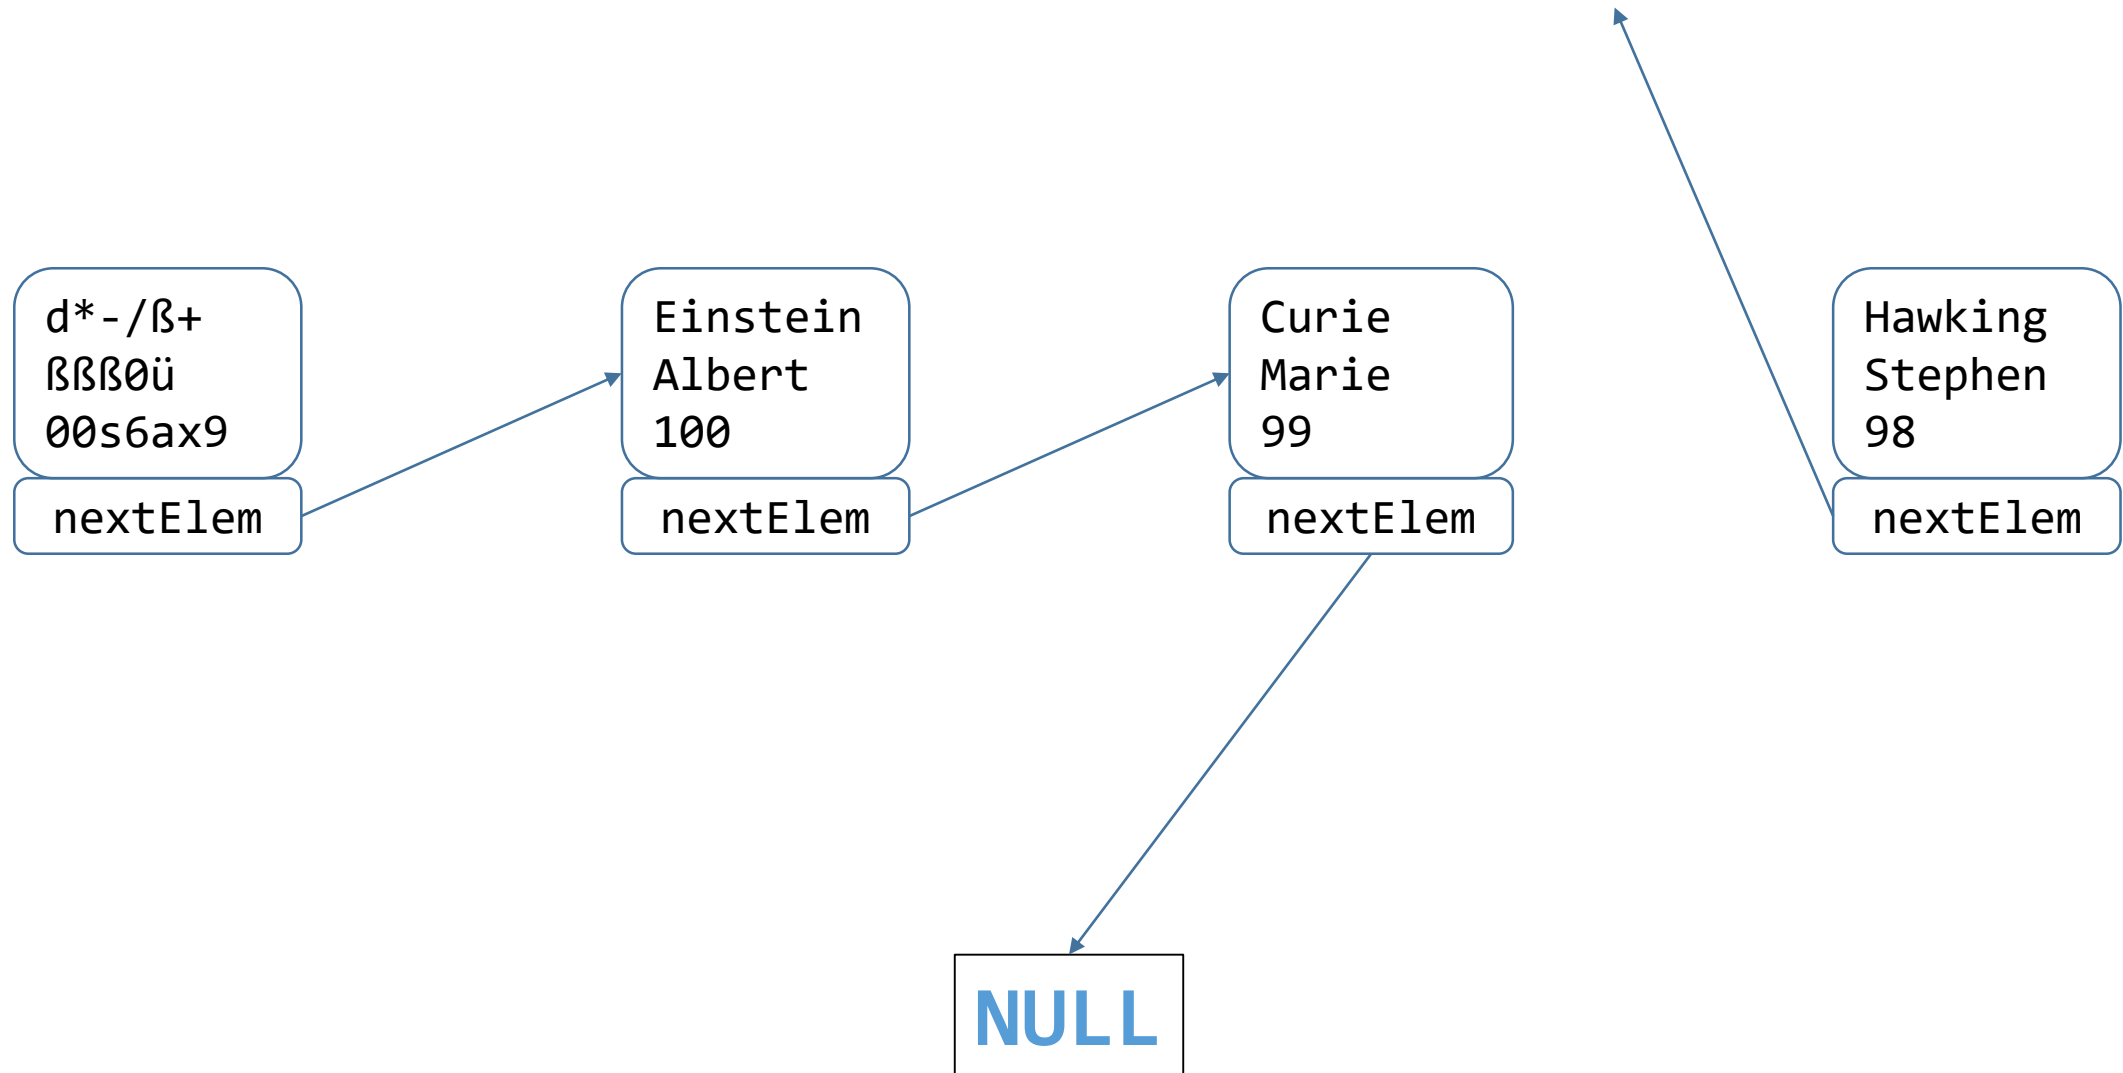 d*-/ß+
ßßß0ü
00s6ax9
nextElem
Einstein
Albert
100
nextElem
Curie
Marie
99
nextElem
Hawking
Stephen
98
nextElem
NULL